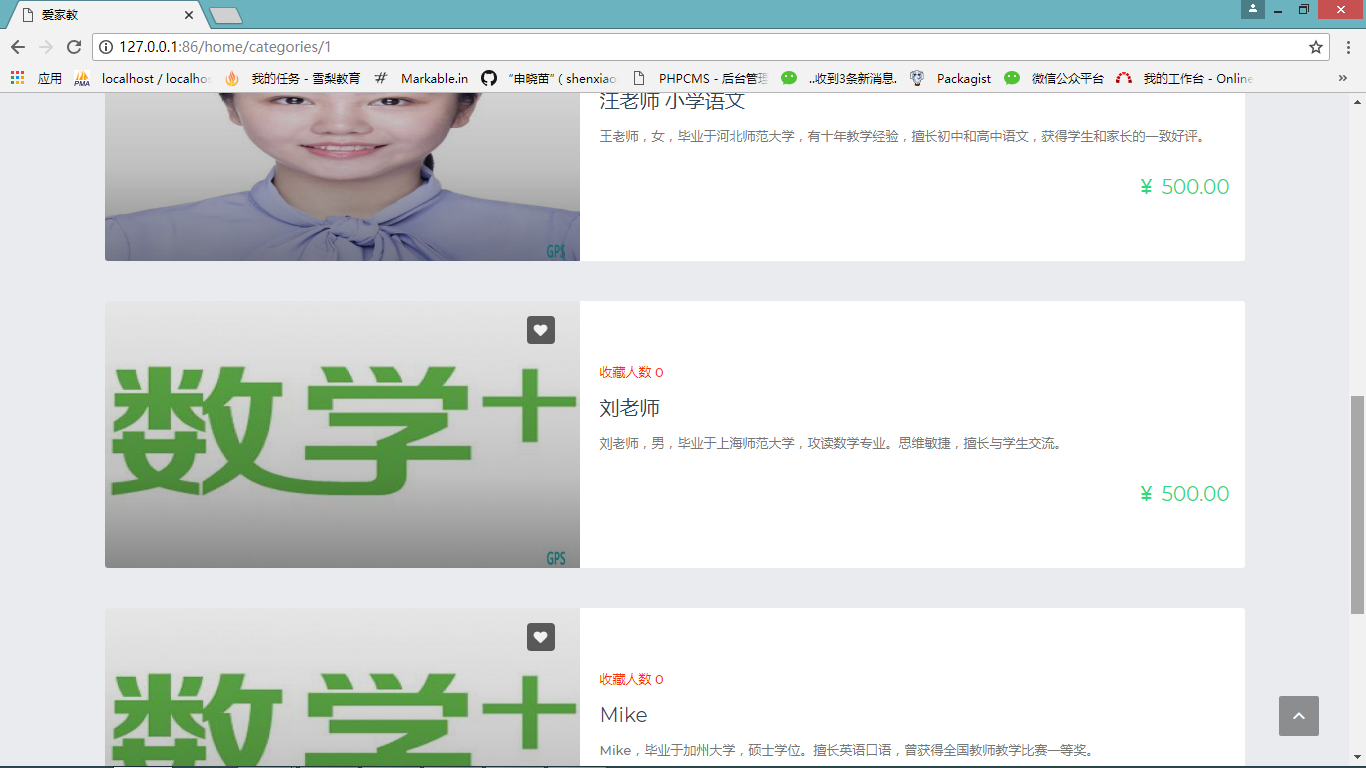 爱家教
127.0.0.1:86/home/categories/1
应用 localhost / localho 我的任务 - 雪梨教育 Markable.in “申晓苗” ( shenxiao PHPCMS - 后台管理 ..收到3条新消息. Packagist 微信公众平台 我的工作台 - Online
PMA
汪老师 小学语文
王老师，女，毕业于河北师范大学，有十年教学经验，擅长初中和高中语文，获得学生和家长的一致好评。
¥ 500.00
GPS
收藏人数 0
刘老师
数学+
刘老师，男，毕业于上海师范大学，攻读数学专业。思维敏捷，擅长与学生交流。
¥ 500.00
GPS
收藏人数 0
Mike
数学+
Mike，毕业于加州大学，硕士学位。擅长英语口语，曾获得全国教师教学比赛一等奖。